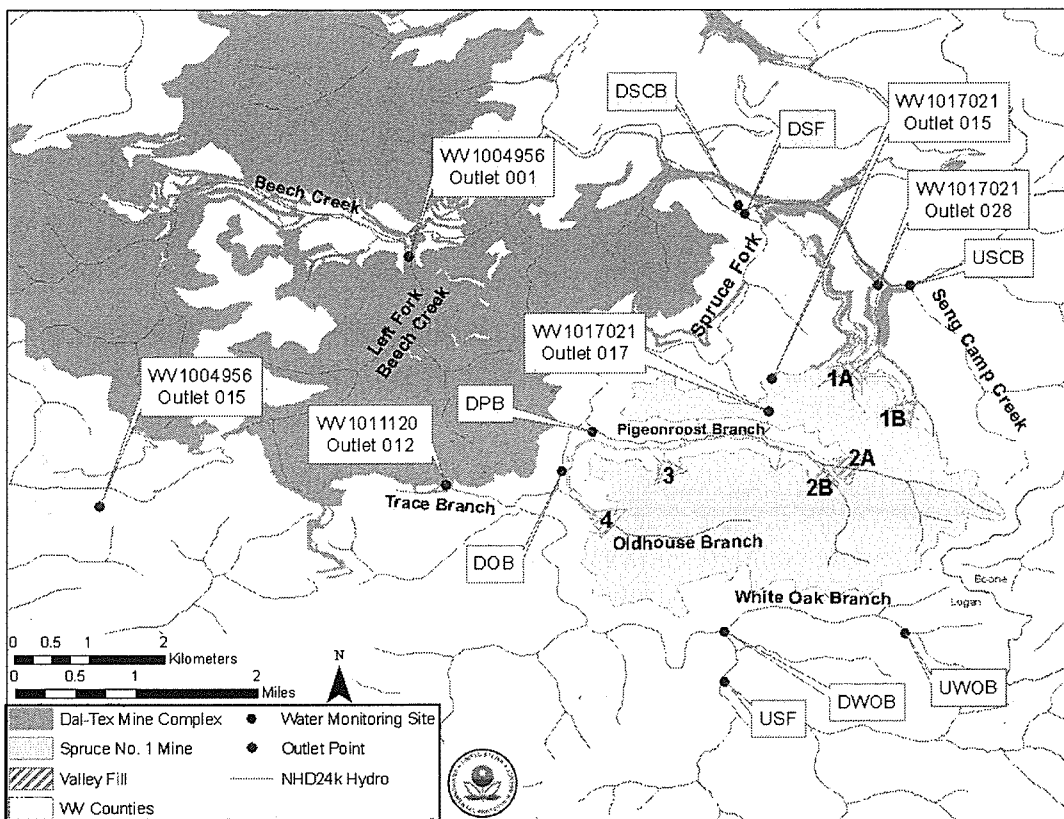 DSCB
DSF
WV1017021
Outlet 015
WV1004956
Outlet 001
WV1017021
Outlet 028
Beech Creek
USCB
Spruce Fork
Seng Camp Creek
Left Fork
Beech Creek
WV1017021
Outlet 017
WV1004956
Outlet 015
1A
DPB
1B
WV1011120
Outlet 012
Pigeonroost Branch
2A
3
2B
Trace Branch
4
Oldhouse Branch
DOB
White Oak Branch
Boone
Logan
0 0.5 1 2
Kilometers
0 0.5 1 2
Miles
N
USF
DWOB
UWOB
Dal-Tex Mine Complex
Water Monitoring Site
Spruce No. 1 Mine
Outlet Point
Valley Fill
NHD24k Hydro
WV Counties